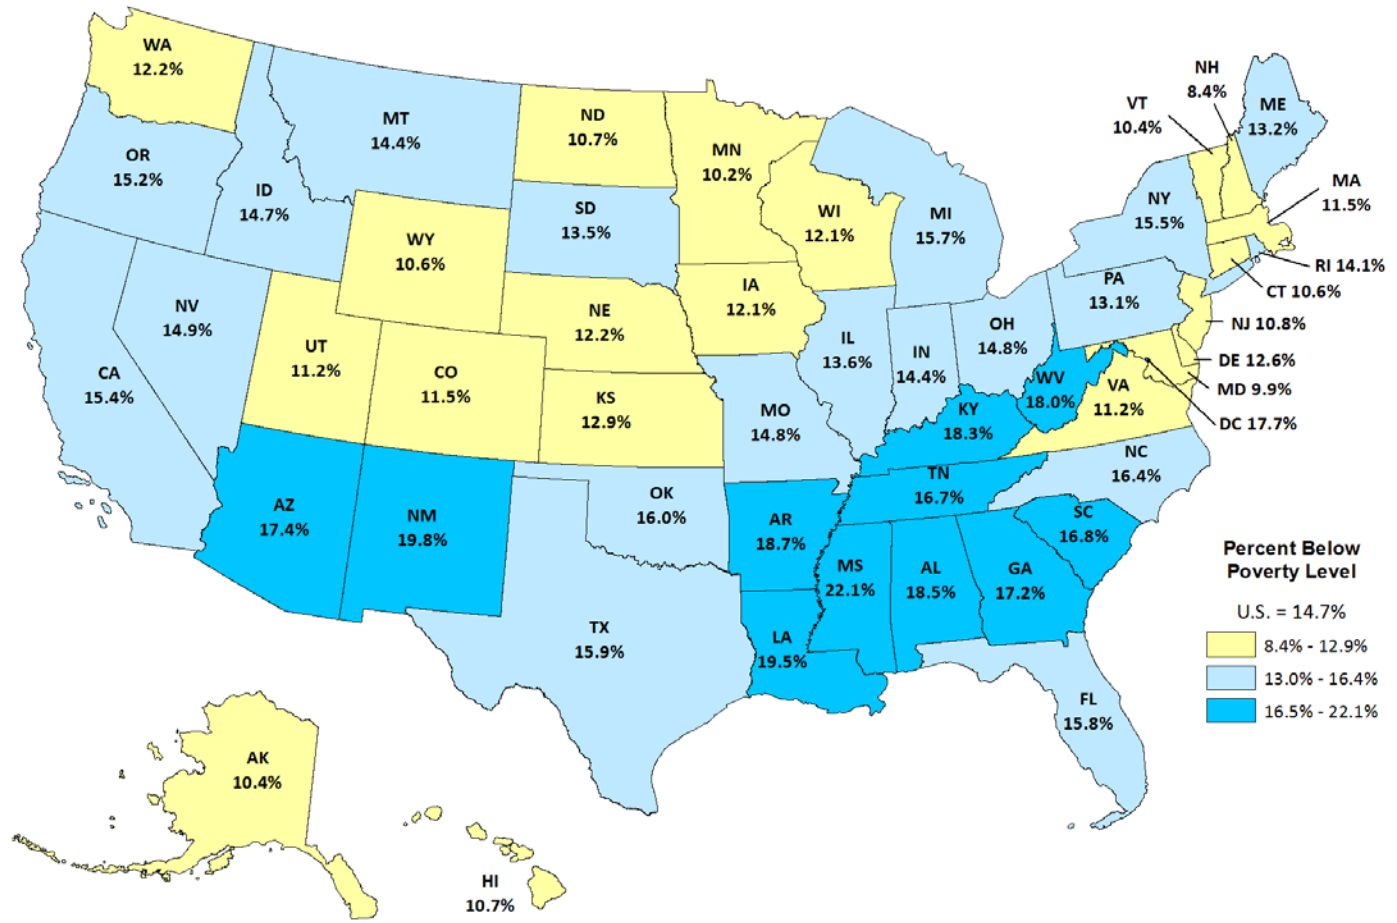 WA
12.2%
OR
15.2%
ID
14.7%
MT
14.4%
ND
10.7%
SD
13.5%
MN
10.2%
WI
12.1%
MI
15.7%
WY
10.6%
NE
12.2%
IA
12.1%
NV
14.9%
UT
11.2%
CO
11.5%
KS
12.9%
CA
15.4%
MO
14.8%
IL
13.6%
IN
14.4%
OH
14.8%
PA
13.1%
NY
15.5%
VT
10.4%
NH
8.4%
ME
13.2%
MA
11.5%
RI 14.1%
CT 10.6%
NJ 10.8%
DE 12.6%
MD 9.9%
DC 17.7%
WV
18.0%
VA
11.2%
KY
18.3%
NC
16.4%
TN
16.7%
SC
16.8%
AZ
17.4%
NM
19.8%
OK
16.0%
AR
18.7%
MS
22.1%
AL
18.5%
GA
17.2%
TX
15.9%
LA
19.5%
FL
15.8%
AK
10.4%
HI
10.7%
Percent Below
Poverty Level
U.S. = 14.7%
8.4% - 12.9%
13.0% - 16.4%
16.5% - 22.1%